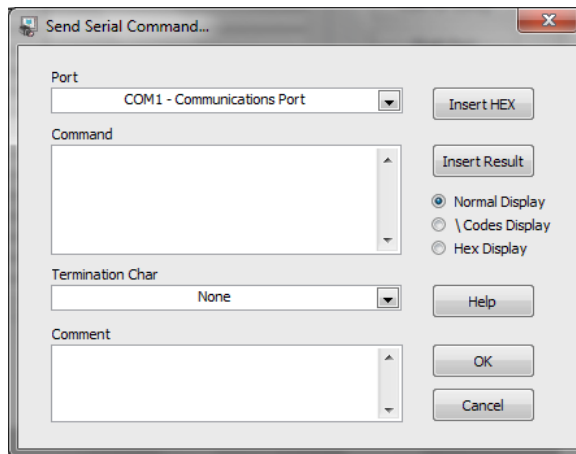 Send Serial Command...
Port
COM1 - Communications Port
Insert HEX
Command
Insert Result
Normal Display
\ Codes Display
Hex Display
Termination Char
None
Help
Comment
OK
Cancel